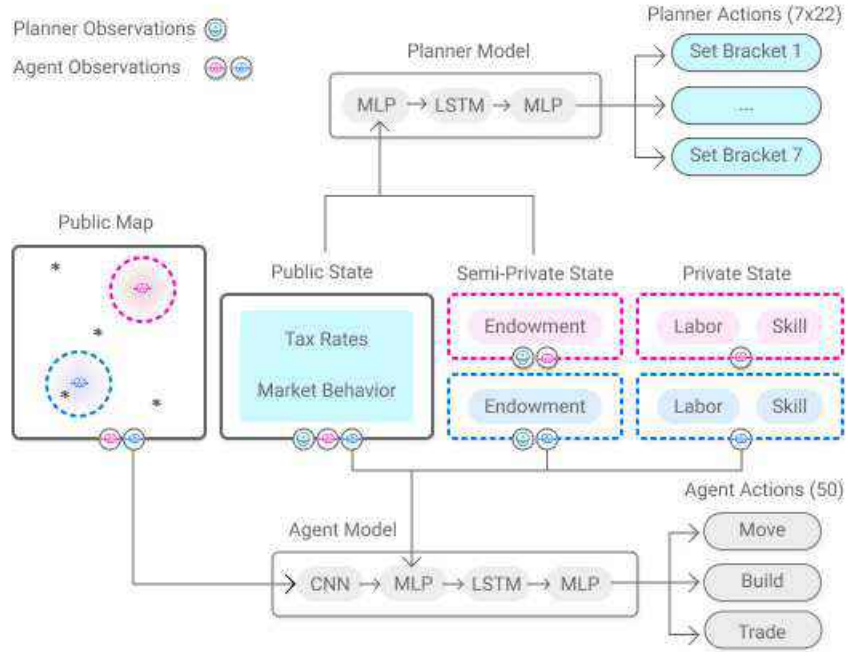 Planner Observations
Agent Observations
Planner Model
MLP
LSTM
MLP
Planner Actions (7x22)
Set Bracket 1
...
Set Bracket 7
Public Map
*
*
*
*
Public State
Tax Rates
Market Behavior
Semi-Private State
Endowment
Endowment
Private State
Labor Skill
Labor Skill
Agent Model
CNN
MLP
LSTM
MLP
Agent Actions (50)
Move
Build
Trade